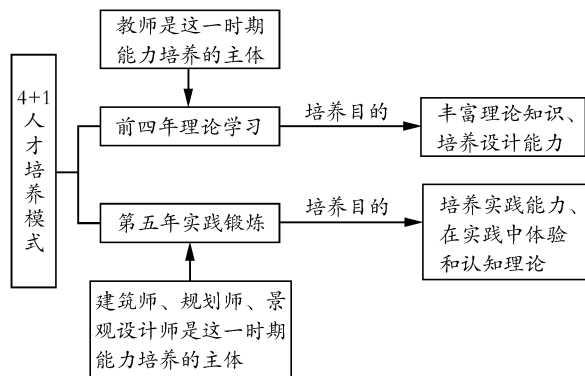 教师是这一时期
能力培养的主体
4+1
人
才
培
养
模
式
前四年理论学习
培养目的
丰富理论知识、
培养设计能力
第五年实践锻炼
培养目的
培养实践能力、
在实践中体验
和认知理论
建筑师、规划师、景
观设计师是这一时期
能力培养的主体